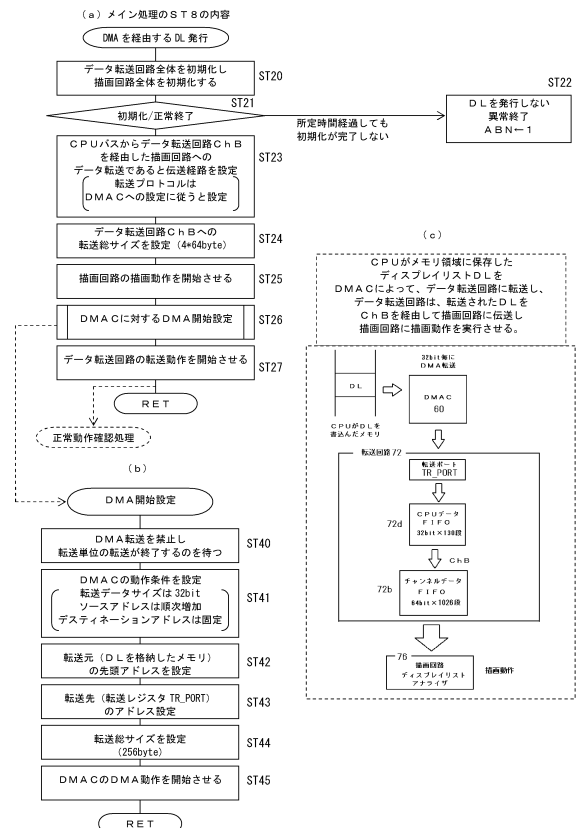 （a）メイン処理のST8の内容
DMAを経由するDL発行
データ転送回路全体を初期化し
描画回路全体を初期化する
ST20
ST21
初期化/正常終了
所定時間経過しても
初期化が完了しない
ST22
DLを発行しない
異常終了
ABN←1
CPUバスからデータ転送回路ChB
を経由した描画回路への
データ転送であると伝送経路を設定
転送プロトコルは
DMACへの設定に従うと設定
ST23
データ転送回路ChBへの
転送総サイズを設定（4*64byte）
ST24
描画回路の描画動作を開始させる
ST25
DMACに対するDMA開始設定
ST26
データ転送回路の転送動作を開始させる
ST27
RET
正常動作確認処理
（b）
DMA開始設定
DMA転送を禁止し
転送単位の転送が終了するのを待つ
ST40
DMACの動作条件を設定
転送データサイズは32bit
ソースアドレスは順次増加
デスティネーションアドレスは固定
ST41
転送元（DLを格納したメモリ）
の先頭アドレスを設定
ST42
転送先（転送レジスタTR_PORT）
のアドレス設定
ST43
転送総サイズを設定
(256byte)
ST44
DMACのDMA動作を開始させる
ST45
RET
（c）
CPUがメモリ領域に保存した
ディスプレイリストDLを
DMACによって、データ転送回路に転送し、
データ転送回路は、転送されたDLを
ChBを経由して描画回路に伝送し
描画回路に描画動作を実行させる。
32bit毎に
DMA転送
DL
DMAC
60
CPUがDLを
書込んだメモリ
転送回路72
転送ポート
TR_PORT
72d
CPUデータ
FIFO
32bit×130段
ChB
72b
チャンネルデータ
FIFO
64bit×1026段
76
描画回路
ディスプレイリスト
アナライザ
描画動作